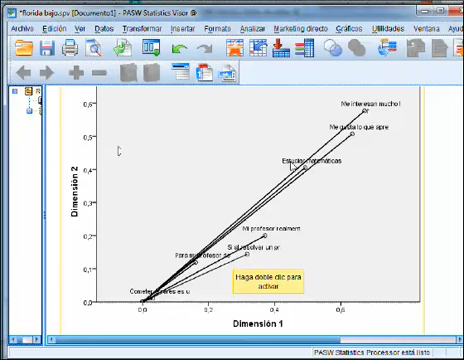 *florida bajo.spv [Documento1] - PASW Statistics Visor
Archivo Edición Ver Datos Transformar Insertar Formato Analizar Marketing directo Gráficos Utilidades Ventana Ayu
0,6
0,5
0,4
0,3
0,2
0,1
0,0
Dimensión 2
Me interesan mucho l
Me gusta lo que apre
Estudiar matemáticas
Mi profesor realment
Si al resolver un pr
Para mi profesor de
Cometer errores es u
Haga doble clic para
activar
0,0 0,2 0,4 0,6
Dimensión 1
PASW Statistics Processor está listo